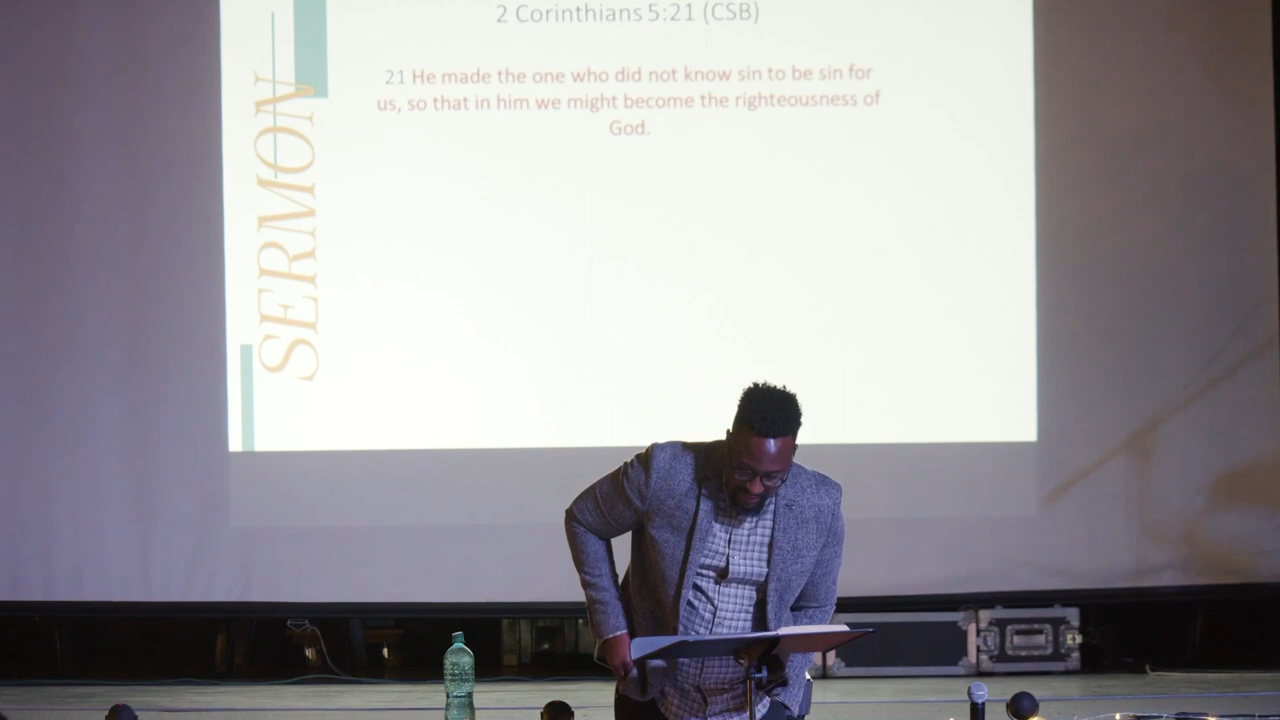 2 Corinthians 5:21 (CSB)
21 He made the one who did not know sin to be sin for
us, so that in him we might become the righteousness of
God.
SERMON